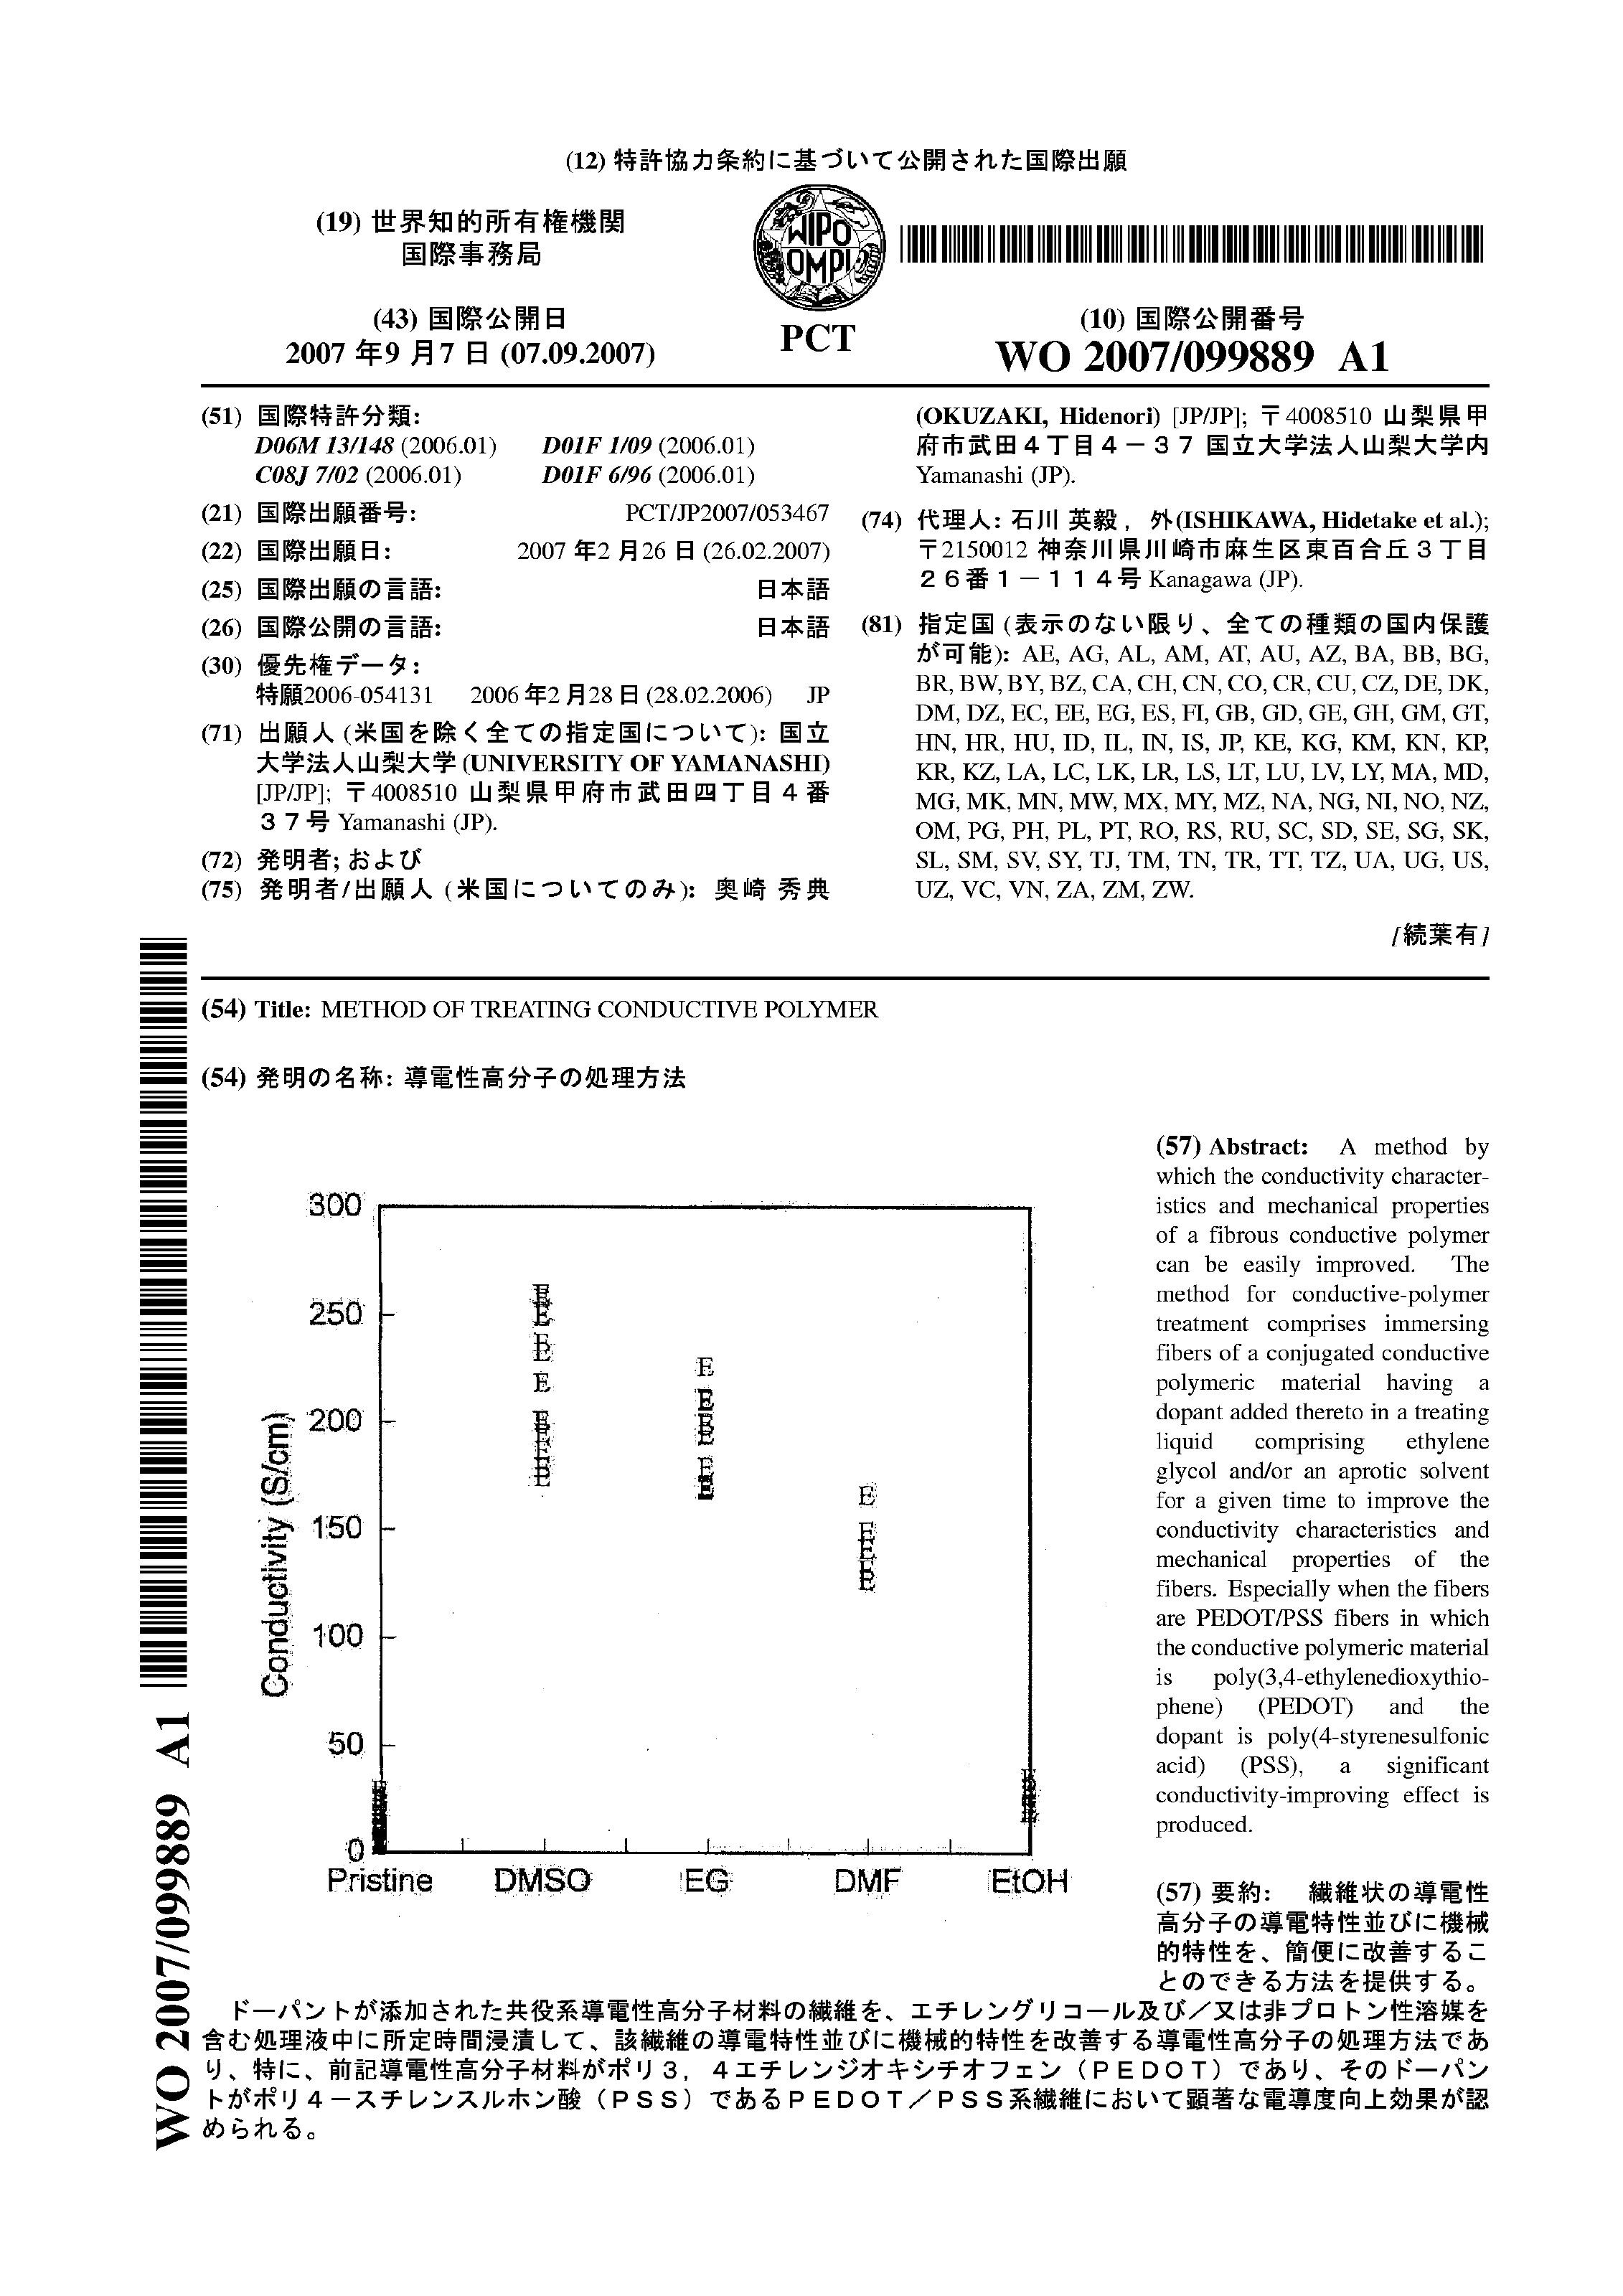 (12) 特許協力条約に基づいて公開された国際出願
(19) 世界知的所有権機関
国際事務局
WIPO
OMPI
(43) 国際公開日
2007 年9 月7 日 (07.09.2007)
PCT
(10) 国際公開番号
WO 2007/099889 A1
(51) 国際特許分類:
D06M 13/148 (2006.01) D01F 1/09 (2006.01)
C08J 7/02 (2006.01) D01F 6/96 (2006.01)
(21) 国際出願番号: PCT/JP2007/053467
(22) 国際出願日: 2007 年2 月26 日 (26.02.2007)
(25) 国際出願の言語: 日本語
(26) 国際公開の言語: 日本語
(30) 優先権データ:
特願2006-054131 2006 年2 月28 日 (28.02.2006) JP
(71) 出願人 (米国を除く全ての指定国について): 国立
大学法人山梨大学 (UNIVERSITY OF YAMANASHI)
[JP/JP]; 〒4008510 山梨県甲府市武田四丁目4番
37号 Yamanashi (JP).
(72) 発明者; および
(75) 発明者/出願人 (米国についてのみ): 奥崎 秀典
(OKUZAKI, Hidenori) [JP/JP]; 〒4008510 山梨県甲
府市武田4丁目4－37 国立大学法人山梨大学内
Yamanashi (JP).
(74) 代理人: 石川 英毅, 外(ISHIKAWA, Hidetake et al.);
〒2150012 神奈川県川崎市麻生区東百合丘3丁目
26番1－114号 Kanagawa (JP).
(81) 指定国 (表示のない限り、全ての種類の国内保護
が可能): AE, AG, AL, AM, AT, AU, AZ, BA, BB, BG,
BR, BW, BY, BZ, CA, CH, CN, CO, CR, CU, CZ, DE, DK,
DM, DZ, EC, EE, EG, ES, FI, GB, GD, GE, GH, GM, GT,
HN, HR, HU, ID, IL, IN, IS, JP, KE, KG, KM, KN, KP,
KR, KZ, LA, LC, LK, LR, LS, LT, LU, LV, LY, MA, MD,
MG, MK, MN, MW, MX, MY, MZ, NA, NG, NI, NO, NZ,
OM, PG, PH, PL, PT, RO, RS, RU, SC, SD, SE, SG, SK,
SL, SM, SV, SY, TJ, TM, TN, TR, TT, TZ, UA, UG, US,
UZ, VC, VN, ZA, ZM, ZW.
[続葉有]
(54) Title: METHOD OF TREATING CONDUCTIVE POLYMER
(54) 発明の名称: 導電性高分子の処理方法
300
250
200
150
100
50
0
Conductivity (S/cm)
Pristine DMSO EG DMF EtOH
(57) Abstract: A method by
which the conductivity character-
istics and mechanical properties
of a fibrous conductive polymer
can be easily improved. The
method for conductive-polymer
treatment comprises immersing
fibers of a conjugated conductive
polymeric material having a
dopant added thereto in a treating
liquid comprising ethylene
glycol and/or an aprotic solvent
for a given time to improve the
conductivity characteristics and
mechanical properties of the
fibers. Especially when the fibers
are PEDOT/PSS fibers in which
the conductive polymeric material
is poly(3,4-ethylenedioxythio-
phene) (PEDOT) and the
dopant is poly(4-styrenesulfonic
acid) (PSS), a significant
conductivity-improving effect is
produced.
(57) 要約: 繊維状の導電性
高分子の導電特性並びに機械
的特性を、簡便に改善するこ
とのできる方法を提供する。
ドーパントが添加された共役系導電性高分子材料の繊維を、エチレングリコール及び／又は非プロトン性溶媒を
含む処理液中に所定時間浸漬して、該繊維の導電特性並びに機械的特性を改善する導電性高分子の処理方法であ
り、特に、前記導電性高分子材料がポリ3, 4エチレンジオキシチオフェン（ＰＥＤＯＴ）であり、そのドーパン
トがポリ4－スチレンスルホン酸（ＰＳＳ）であるＰＥＤＯＴ／ＰＳＳ系繊維において顕著な電導度向上効果が認
められる。
WO 2007/099889 A1